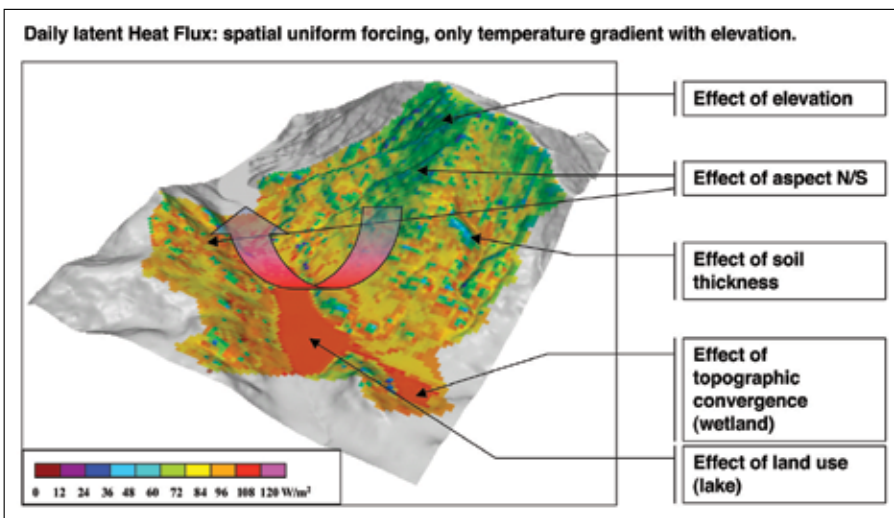 Daily latent Heat Flux: spatial uniform forcing, only temperature gradient with elevation.
Effect of elevation
Effect of aspect N/S
Effect of soil
thickness
Effect of
topographic
convergence
(wetland)
Effect of land use
(lake)
0 12 24 36 48 60 72 84 96 108 120 W/m²